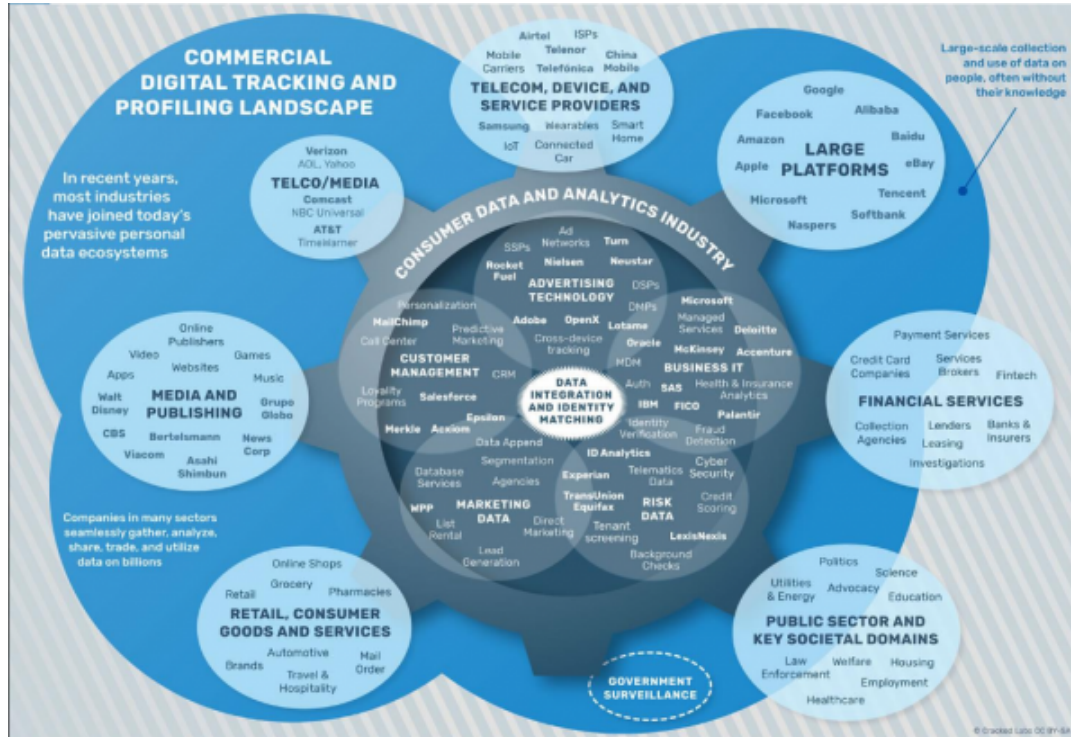 COMMERCIAL
DIGITAL TRACKING AND
PROFILING LANDSCAPE
In recent years,
most industries
have joined today's
pervasive personal
data ecosystems
Airtel ISPs
Mobile Carriers Telenor China Mobile
Telefónica
TELECOM, DEVICE, AND
SERVICE PROVIDERS
Samsung Wearables Smart Home
IoT Connected Car
Large-scale collection
and use of data on
people, often without
their knowledge
Google
Facebook Alibaba
Amazon Baidu
LARGE
PLATFORMS
Apple eBay
Microsoft Tencent
Softbank
Naspers
Verizon
AOL, Yahoo
TELCO/MEDIA
Comcast
NBC Universal
AT&T
TimeWarner
CONSUMER DATA AND ANALYTICS INDUSTRY
SSPs Ad Networks Turn
Rocket Fuel Nielsen Neustar
ADVERTISING
TECHNOLOGY
DSPs
DMPs
Adobe OpenX Lotame
Cross-device
tracking
Personalization
MailChimp Predictive Marketing
Call Center
CUSTOMER
MANAGEMENT
CRM
Loyality Programs Salesforce
Epsilon
Merkle Acxiom
Microsoft
Managed Services Deloitte
Oracle McKinsey Accenture
MDM
BUSINESS IT
Auth SAS Health & Insurance Analytics
IBM FICO Palantir
Identity Verification Fraud Detection
DATA
INTEGRATION
AND IDENTITY
MATCHING
Data Append
Database Services Segmentation
Agencies
WPP
MARKETING
DATA
List Rental Direct Marketing
Lead Generation
ID Analytics
Experian Telematics Data Cyber Security
TransUnion
Equifax
RISK
DATA
Credit Scoring
Tenant screening LexisNexis
Background Checks
Online Publishers
Video Games
Apps Websites Music
MEDIA AND
PUBLISHING
Walt Disney Grupo Globo
CBS Bertelsmann News Corp
Viacom Asahi Shimbun
Payment Services
Credit Card Companies Services Brokers Fintech
FINANCIAL SERVICES
Collection Agencies Lenders Banks & Insurers
Leasing
Investigations
Companies in many sectors
seamlessly gather, analyze,
share, trade, and utilize
data on billions
Online Shops
Retail Grocery Pharmacies
RETAIL, CONSUMER
GOODS AND SERVICES
Automotive
Brands Mail Order
Travel & Hospitality
Politics
Science
Utilities & Energy Advocacy
Education
PUBLIC SECTOR AND
KEY SOCIETAL DOMAINS
Law Enforcement Welfare Housing
Employment
Healthcare
GOVERNMENT
SURVEILLANCE
© Cracked Labs CC BY-SA